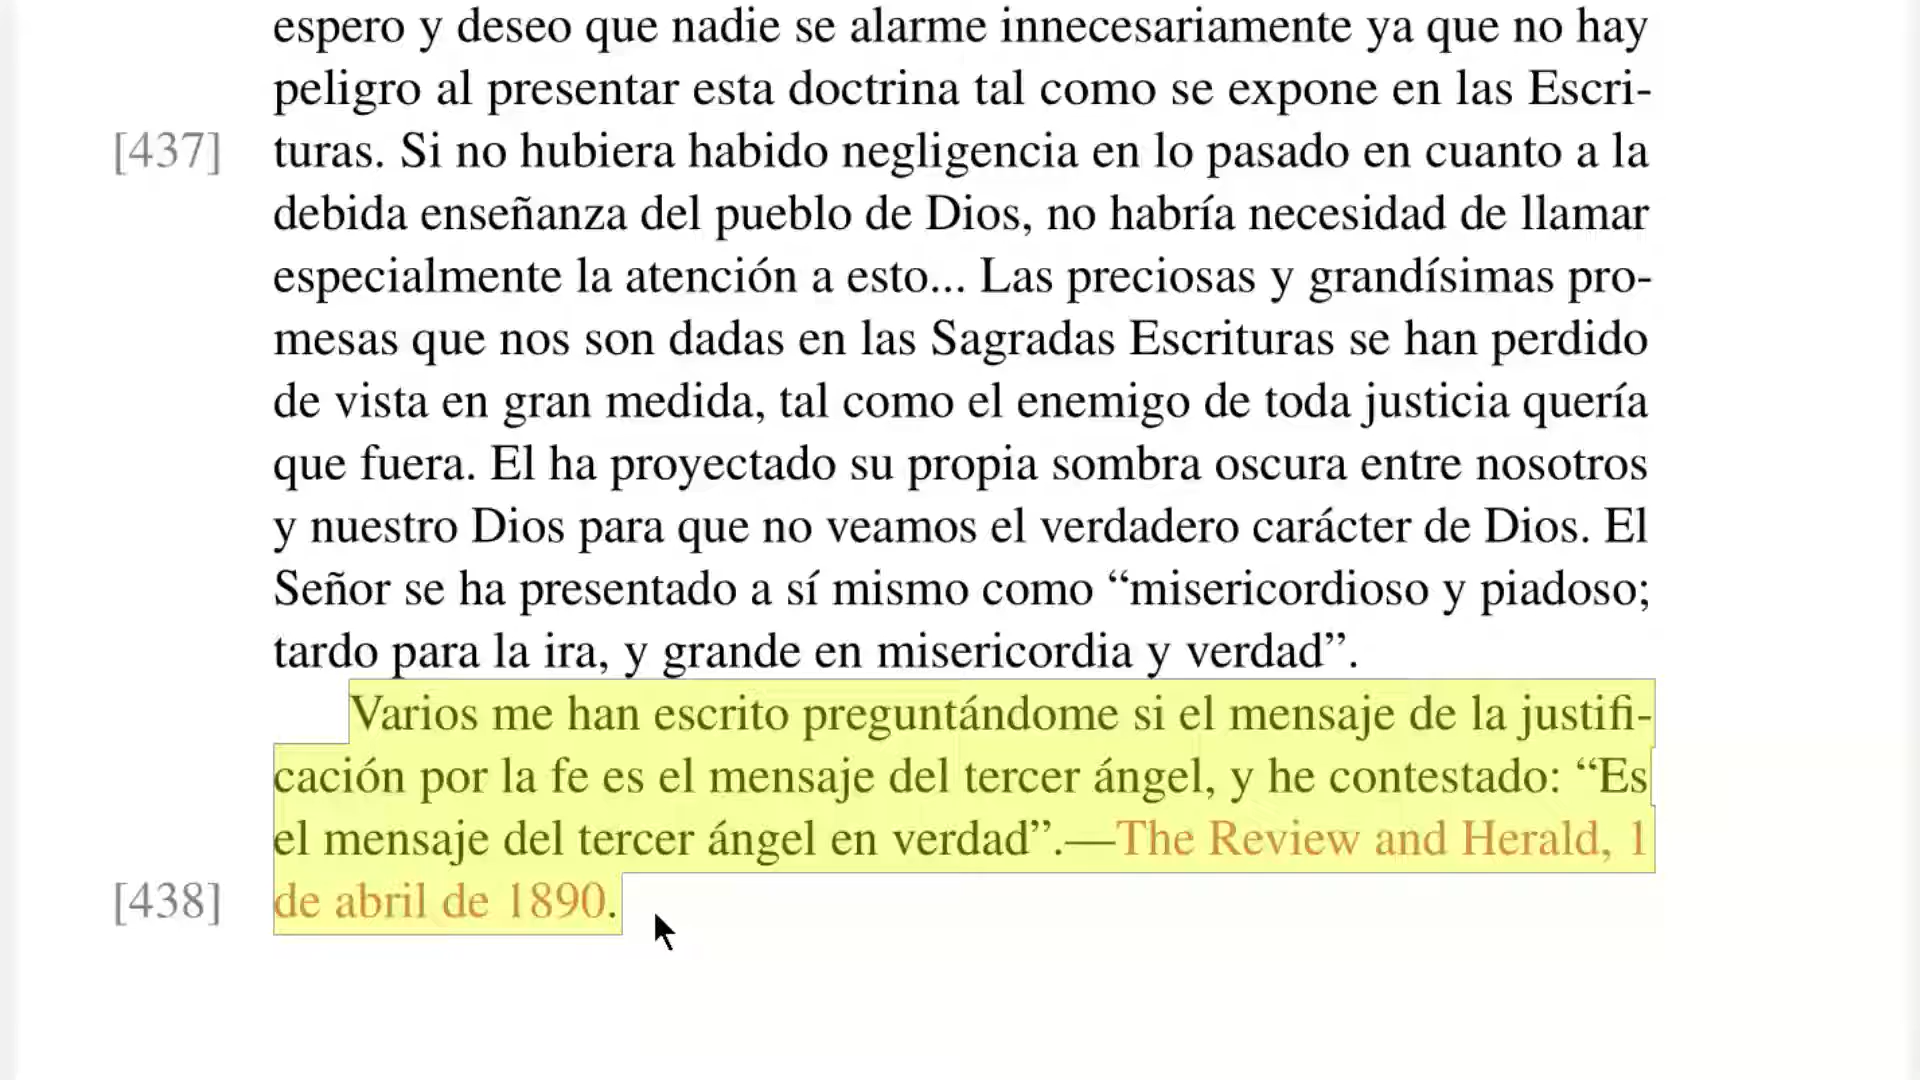 espero y deseo que nadie se alarme innecesariamente ya que no hay
peligro al presentar esta doctrina tal como se expone en las Escri-
[437] turas. Si no hubiera habido negligencia en lo pasado en cuanto a la
debida enseñanza del pueblo de Dios, no habría necesidad de llamar
especialmente la atención a esto... Las preciosas y grandísimas pro-
mesas que nos son dadas en las Sagradas Escrituras se han perdido
de vista en gran medida, tal como el enemigo de toda justicia quería
que fuera. El ha proyectado su propia sombra oscura entre nosotros
y nuestro Dios para que no veamos el verdadero carácter de Dios. El
Señor se ha presentado a sí mismo como “misericordioso y piadoso;
tardo para la ira, y grande en misericordia y verdad”.
Varios me han escrito preguntándome si el mensaje de la justifi-
cación por la fe es el mensaje del tercer ángel, y he contestado: “Es
el mensaje del tercer ángel en verdad”.—The Review and Herald, 1
[438] de abril de 1890.